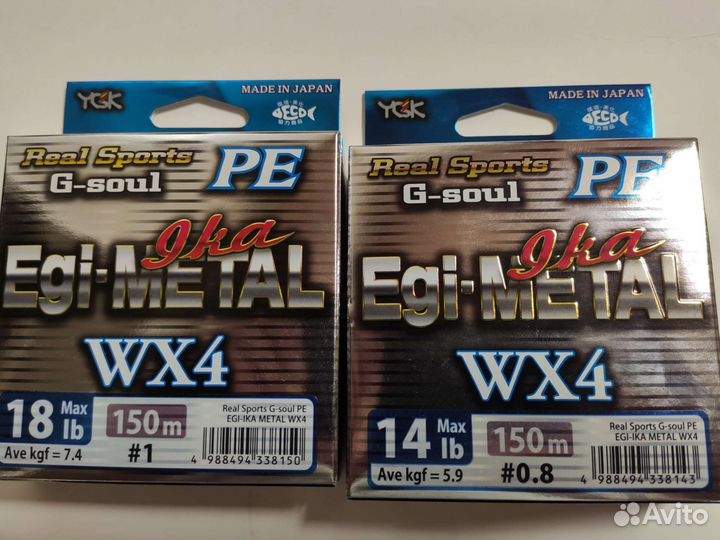 YGK
MADE IN JAPAN
ECO
Real Sports
G-soul
PE
Ika
Egi-METAL
WX4
18 Max lb
150m
Real Sports G-soul PE
EGI-IKA METAL WX4
Ave kgf = 7.4
#1
4 988494 338150
YGK
MADE IN JAPAN
ECO
Real Sports
G-soul
PE
Ika
Egi-METAL
WX4
14 Max lb
150m
Real Sports G-soul PE
EGI-IKA METAL WX4
Ave kgf = 5.9
#0.8
4 988494 338143
Avito